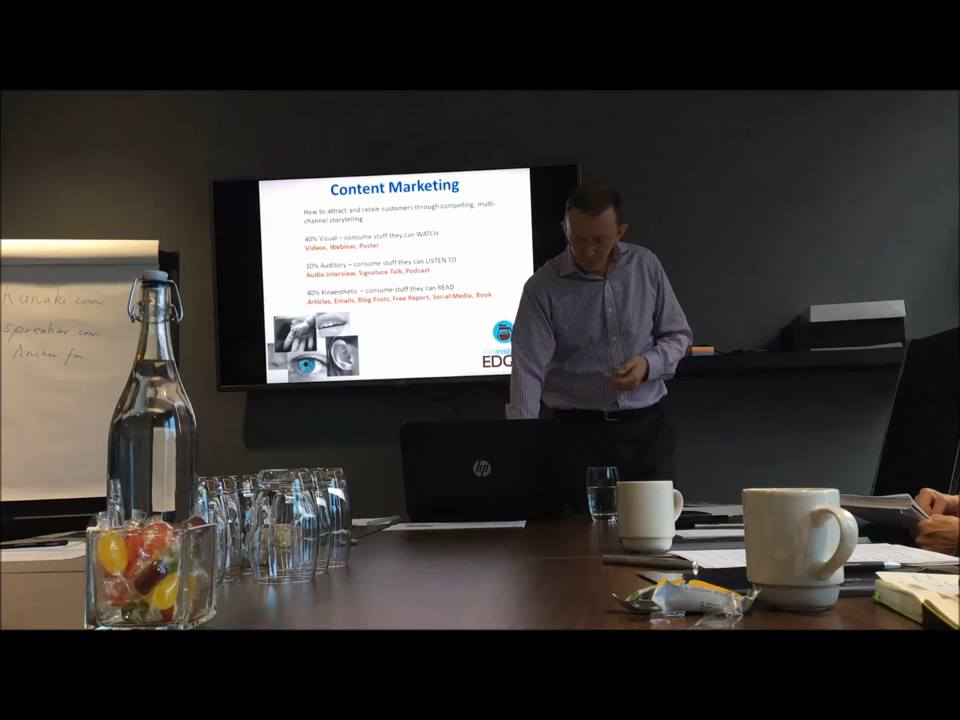 Content Marketing
How to attract and retain customers through compelling, multi-
channel storytelling
40% Visual – consume stuff they can WATCH
Videos, Webinar, Poster
10% Auditory – consume stuff they can LISTEN TO
Audio Interview, Signature Talk, Podcast
40% Kinaesthetic – consume stuff they can READ
Articles, Emails, Blog Posts, Free Report, Social Media, Book
EDG
Kunake.com
spreaker.com
Anchor.fm
hp